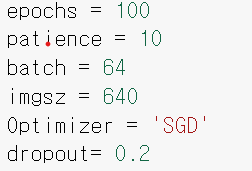 epochs = 100
patience = 10
batch = 64
imgsz = 640
Optimizer = 'SGD'
dropout= 0.2